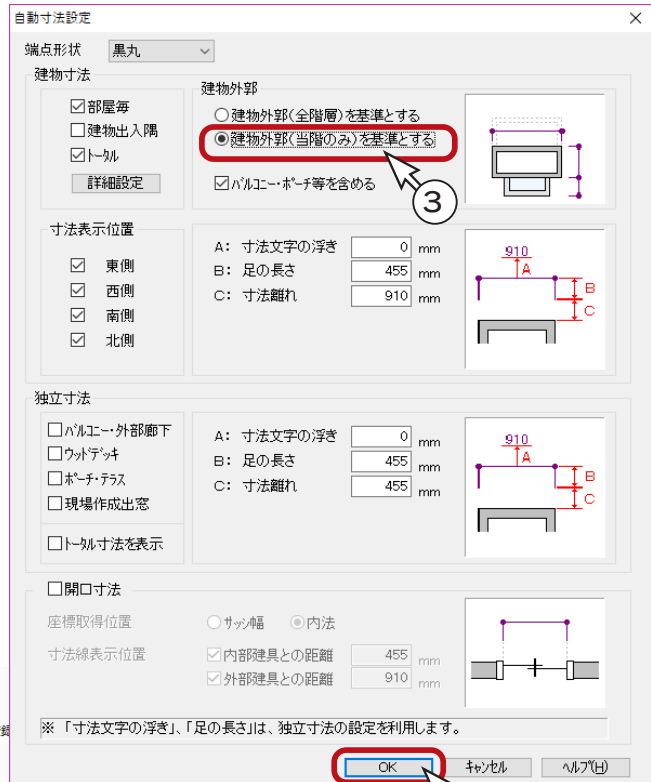 自動寸法設定
端点形状 黒丸
建物寸法
部屋毎
建物出入隅
トータル
詳細設定
建物外郭
建物外郭(全階層)を基準とする
建物外郭(当階のみ)を基準とする
バルコニー・ポーチ等を含める
3
寸法表示位置
東側
西側
南側
北側
A: 寸法文字の浮き 0 mm
B: 足の長さ 455 mm
C: 寸法離れ 910 mm
910
A
B
C
独立寸法
バルコニー・外部廊下
ウッドデッキ
ポーチ・テラス
現場作成出窓
トータル寸法を表示
A: 寸法文字の浮き 0 mm
B: 足の長さ 455 mm
C: 寸法離れ 455 mm
910
A
B
C
開口寸法
座標取得位置 サッシ幅 内法
寸法線表示位置 内部建具との距離 455 mm
外部建具との距離 910 mm
※「寸法文字の浮き」、「足の長さ」は、独立寸法の設定を利用します。
OK キャンセル ヘルプ(H)